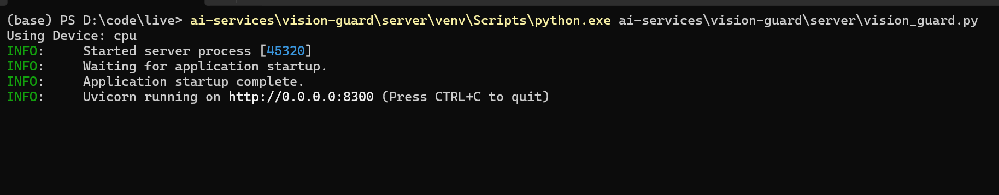 (base) PS D:\code\live> ai-services\vision-guard\server\venv\Scripts\python.exe ai-services\vision-guard\server\vision_guard.py
Using Device: cpu
INFO:     Started server process [45320]
INFO:     Waiting for application startup.
INFO:     Application startup complete.
INFO:     Uvicorn running on http://0.0.0.0:8300 (Press CTRL+C to quit)